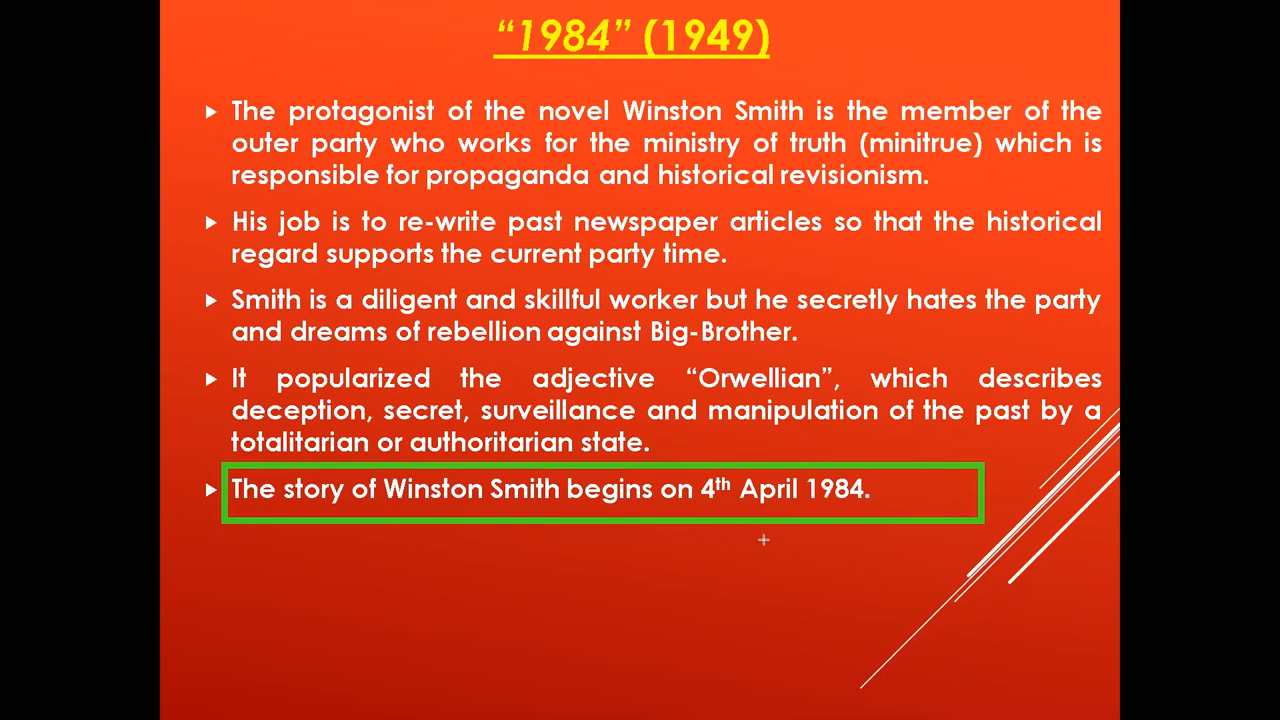 “1984” (1949)
The protagonist of the novel Winston Smith is the member of the
outer party who works for the ministry of truth (minitrue) which is
responsible for propaganda and historical revisionism.
His job is to re-write past newspaper articles so that the historical
regard supports the current party time.
Smith is a diligent and skillful worker but he secretly hates the party
and dreams of rebellion against Big-Brother.
It popularized the adjective “Orwellian”, which describes
deception, secret, surveillance and manipulation of the past by a
totalitarian or authoritarian state.
The story of Winston Smith begins on 4th April 1984.